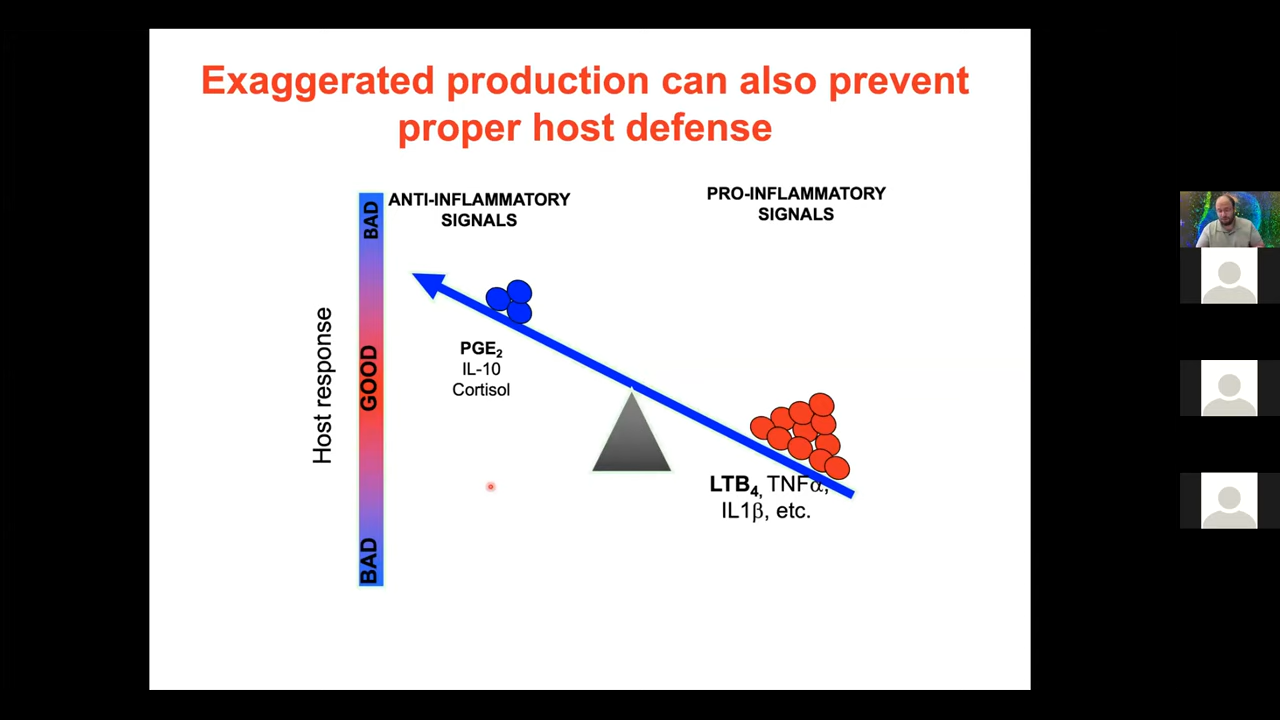 Exaggerated production can also prevent
proper host defense
ANTI-INFLAMMATORY
SIGNALS
PRO-INFLAMMATORY
SIGNALS
BAD
GOOD
BAD
Host response
PGE₂
IL-10
Cortisol
LTB₄, TNFα,
IL1β, etc.